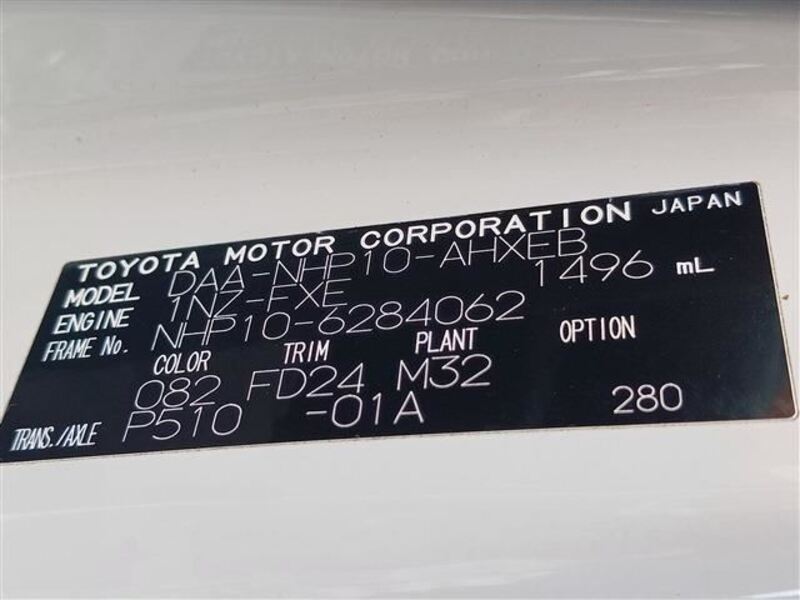 TOYOTA MOTOR CORPORATION JAPAN
MODEL DAA-NHP10-AHXEB
ENGINE 1NZ-FXE 1496 mL
FRAME No. NHP10-6284062
COLOR TRIM PLANT OPTION
082 FD24 M32
TRANS./AXLE P510 -01A 280